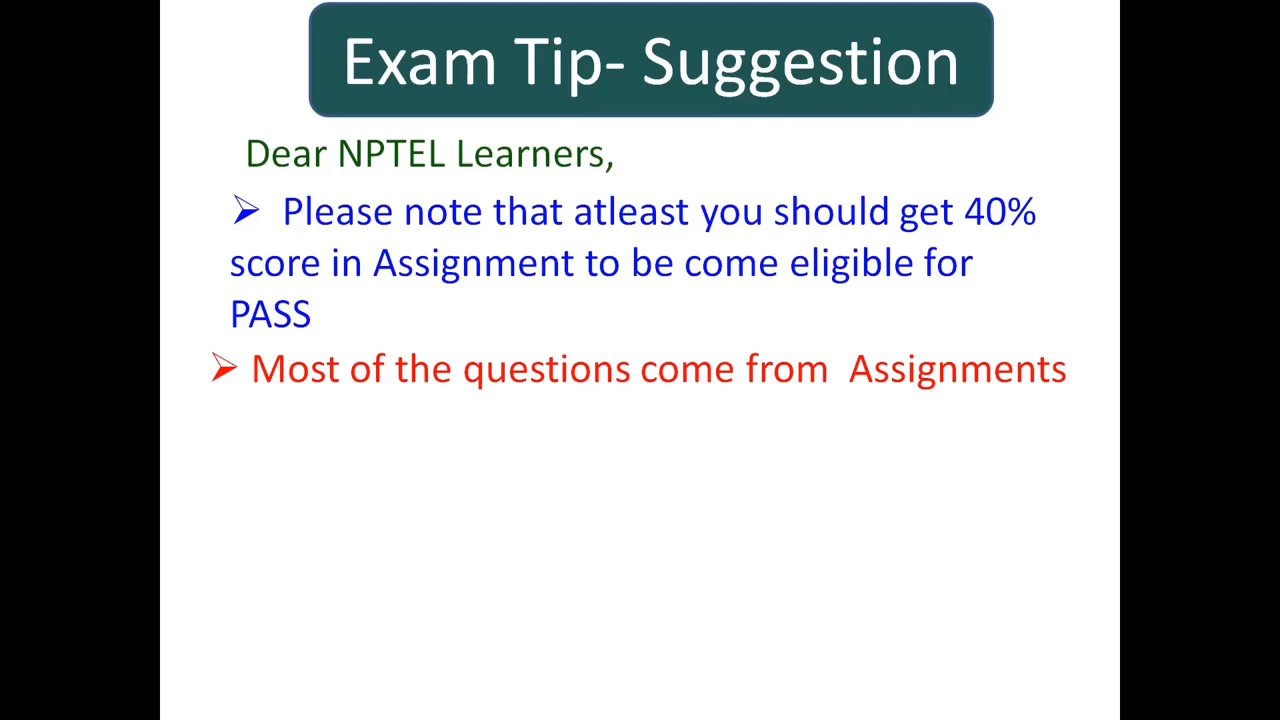 Exam Tip- Suggestion
Dear NPTEL Learners,
➢ Please note that atleast you should get 40%
score in Assignment to be come eligible for
PASS
➢ Most of the questions come from Assignments